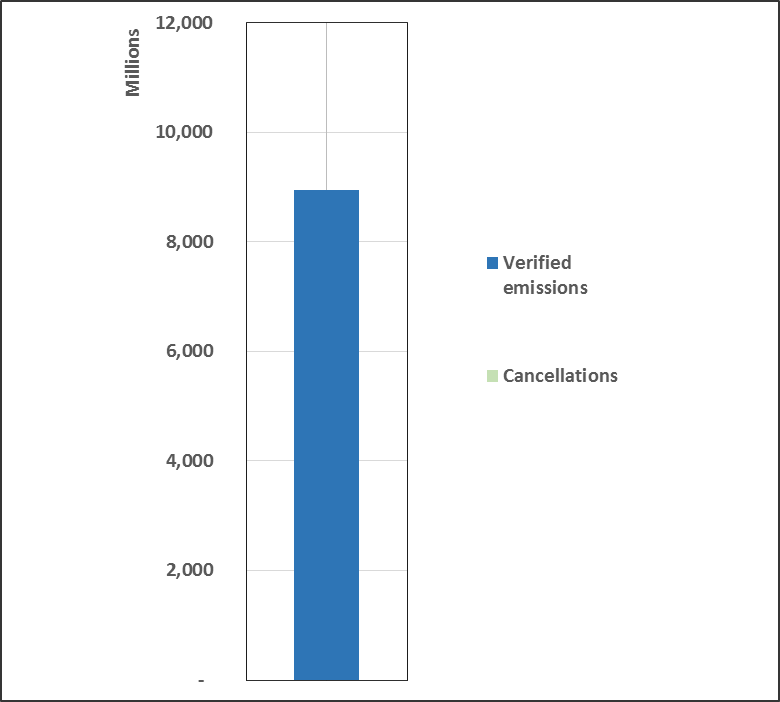 12,000
Millions
10,000
8,000
6,000
4,000
2,000
-
Verified
emissions
Cancellations